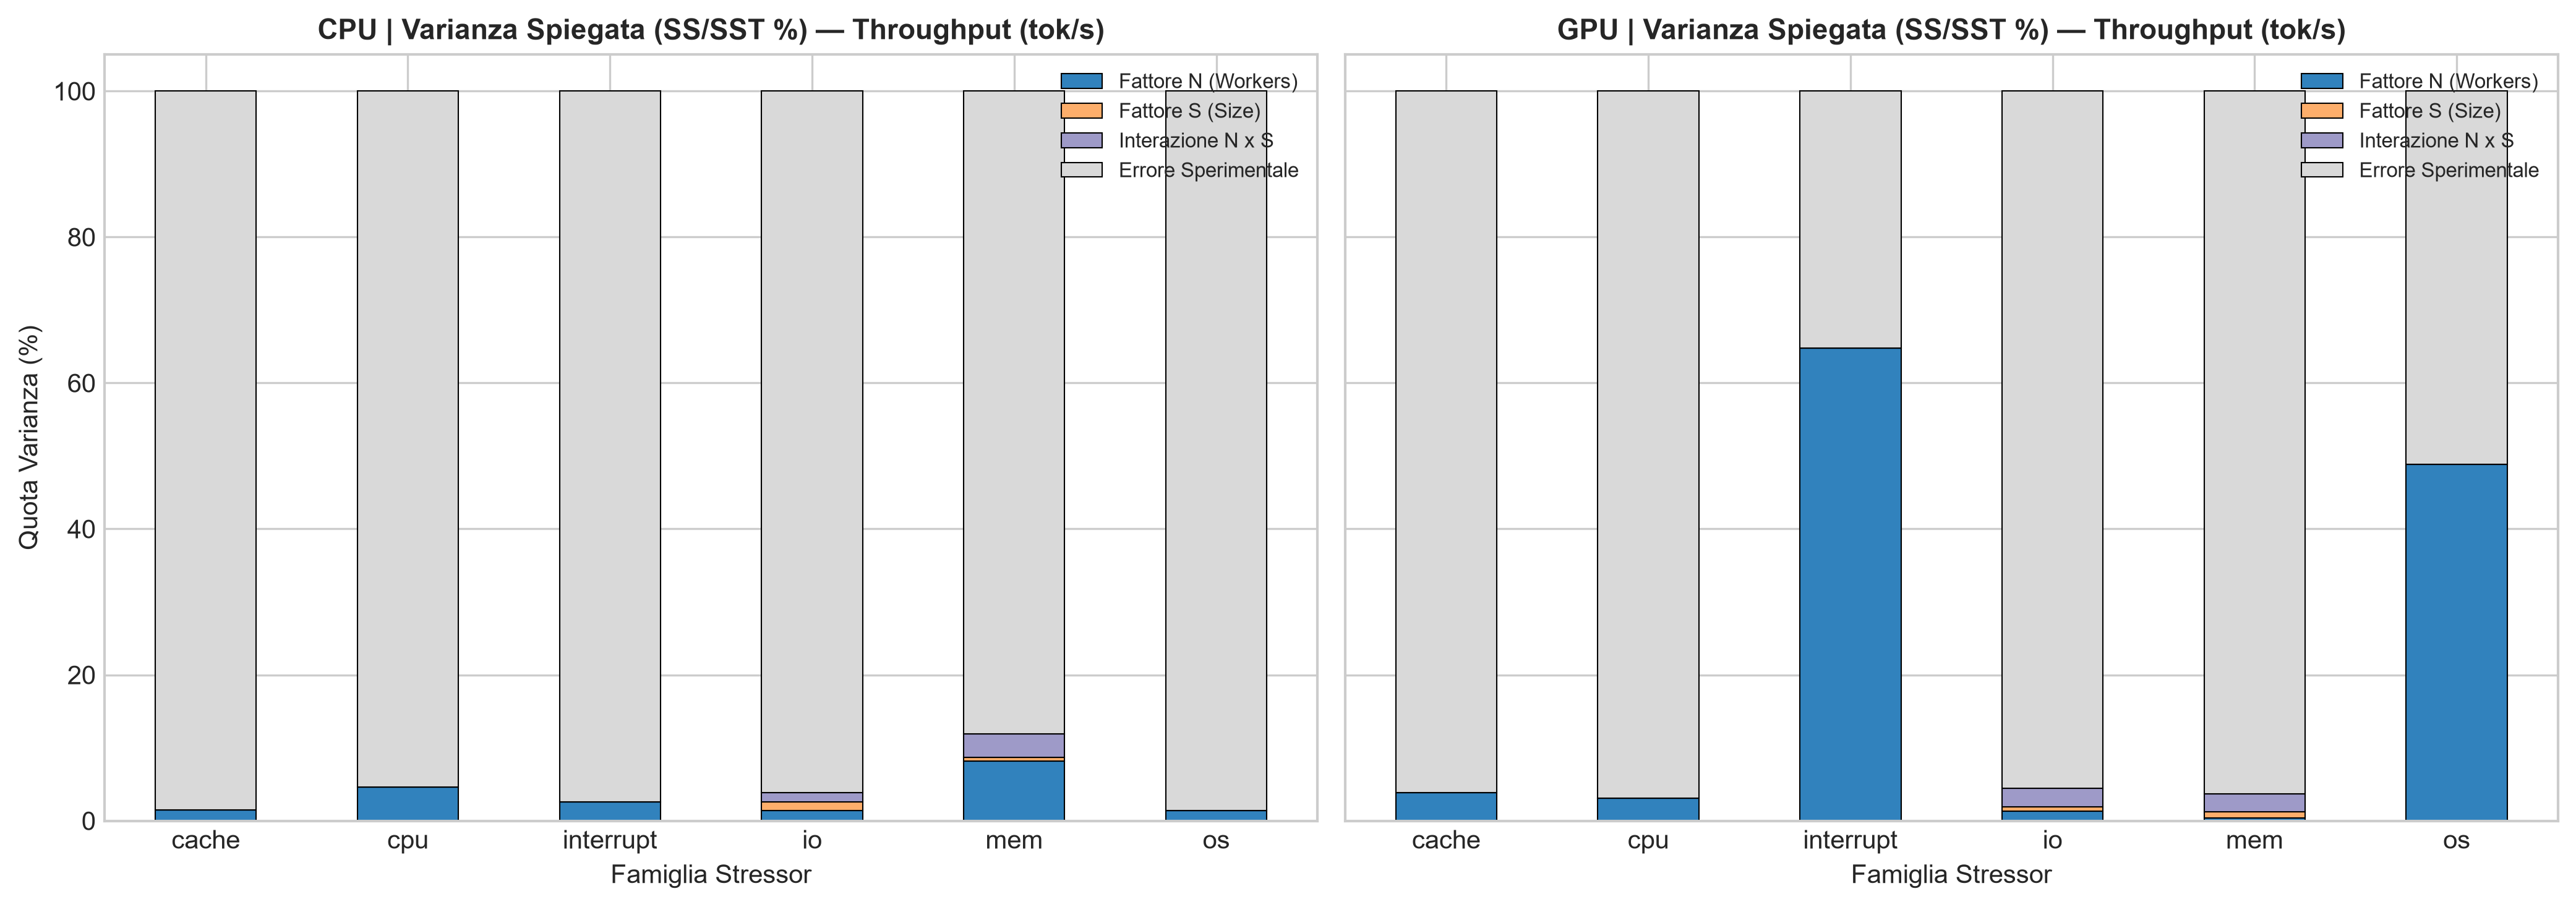 CPU | Varianza Spiegata (SS/SST %) — Throughput (tok/s)
Fattore N (Workers)
Fattore S (Size)
Interazione N x S
Errore Sperimentale
100
80
60
40
20
0
Quota Varianza (%)
cache
cpu
interrupt
io
mem
os
Famiglia Stressor
GPU | Varianza Spiegata (SS/SST %) — Throughput (tok/s)
Fattore N (Workers)
Fattore S (Size)
Interazione N x S
Errore Sperimentale
cache
cpu
interrupt
io
mem
os
Famiglia Stressor